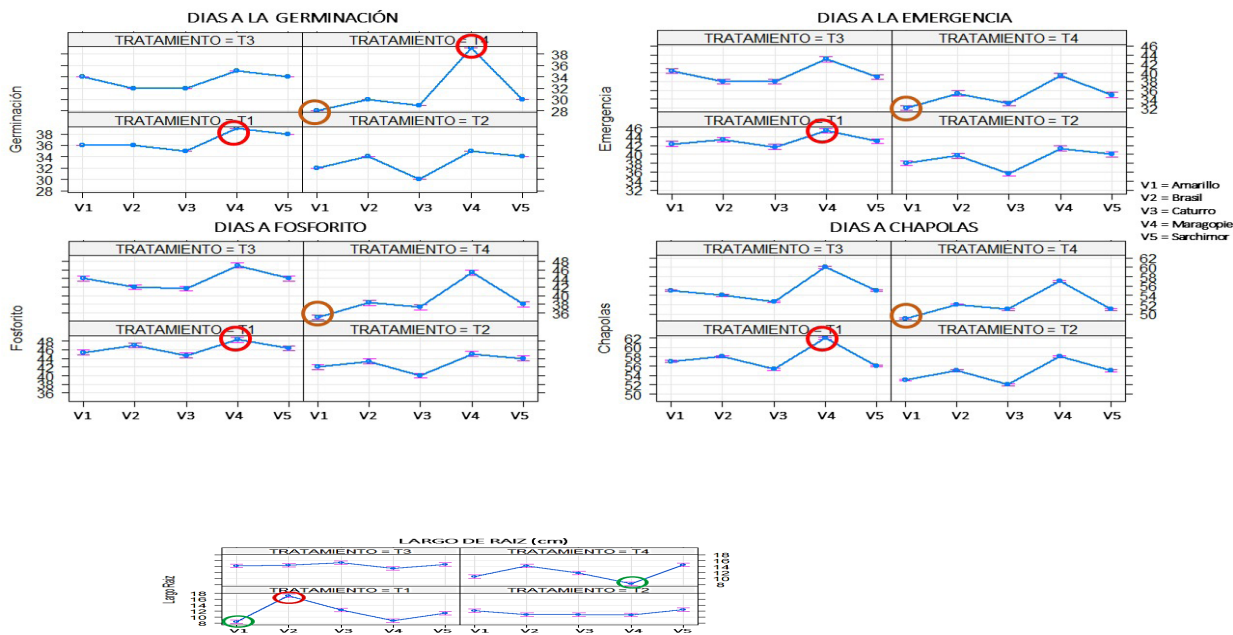 DIAS A LA GERMINACIÓN
TRATAMIENTO = T3
TRATAMIENTO = T4
38
36
34
32
30
28
Germinación
TRATAMIENTO = T1
TRATAMIENTO = T2
38
36
34
32
30
28
V1 V2 V3 V4 V5 V1 V2 V3 V4 V5
DIAS A LA EMERGENCIA
TRATAMIENTO = T3
TRATAMIENTO = T4
46
44
42
40
38
36
34
32
Emergencia
TRATAMIENTO = T1
TRATAMIENTO = T2
46
44
42
40
38
36
34
32
V1 V2 V3 V4 V5 V1 V2 V3 V4 V5
V1 = Amarillo
V2 = Brasil
V3 = Caturro
V4 = Maragopie
V5 = Sarchimor
DIAS A FOSFORITO
TRATAMIENTO = T3
TRATAMIENTO = T4
48
46
44
42
40
38
36
Fosforito
TRATAMIENTO = T1
TRATAMIENTO = T2
48
46
44
42
40
38
36
V1 V2 V3 V4 V5 V1 V2 V3 V4 V5
DIAS A CHAPOLAS
TRATAMIENTO = T3
TRATAMIENTO = T4
62
60
58
56
54
52
50
Chapolas
TRATAMIENTO = T1
TRATAMIENTO = T2
62
60
58
56
54
52
50
V1 V2 V3 V4 V5 V1 V2 V3 V4 V5
LARGO DE RAIZ (cm)
TRATAMIENTO = T3
TRATAMIENTO = T4
18
16
14
12
10
8
Largo Raiz
TRATAMIENTO = T1
TRATAMIENTO = T2
18
16
14
12
10
8
V1 V2 V3 V4 V5 V1 V2 V3 V4 V5